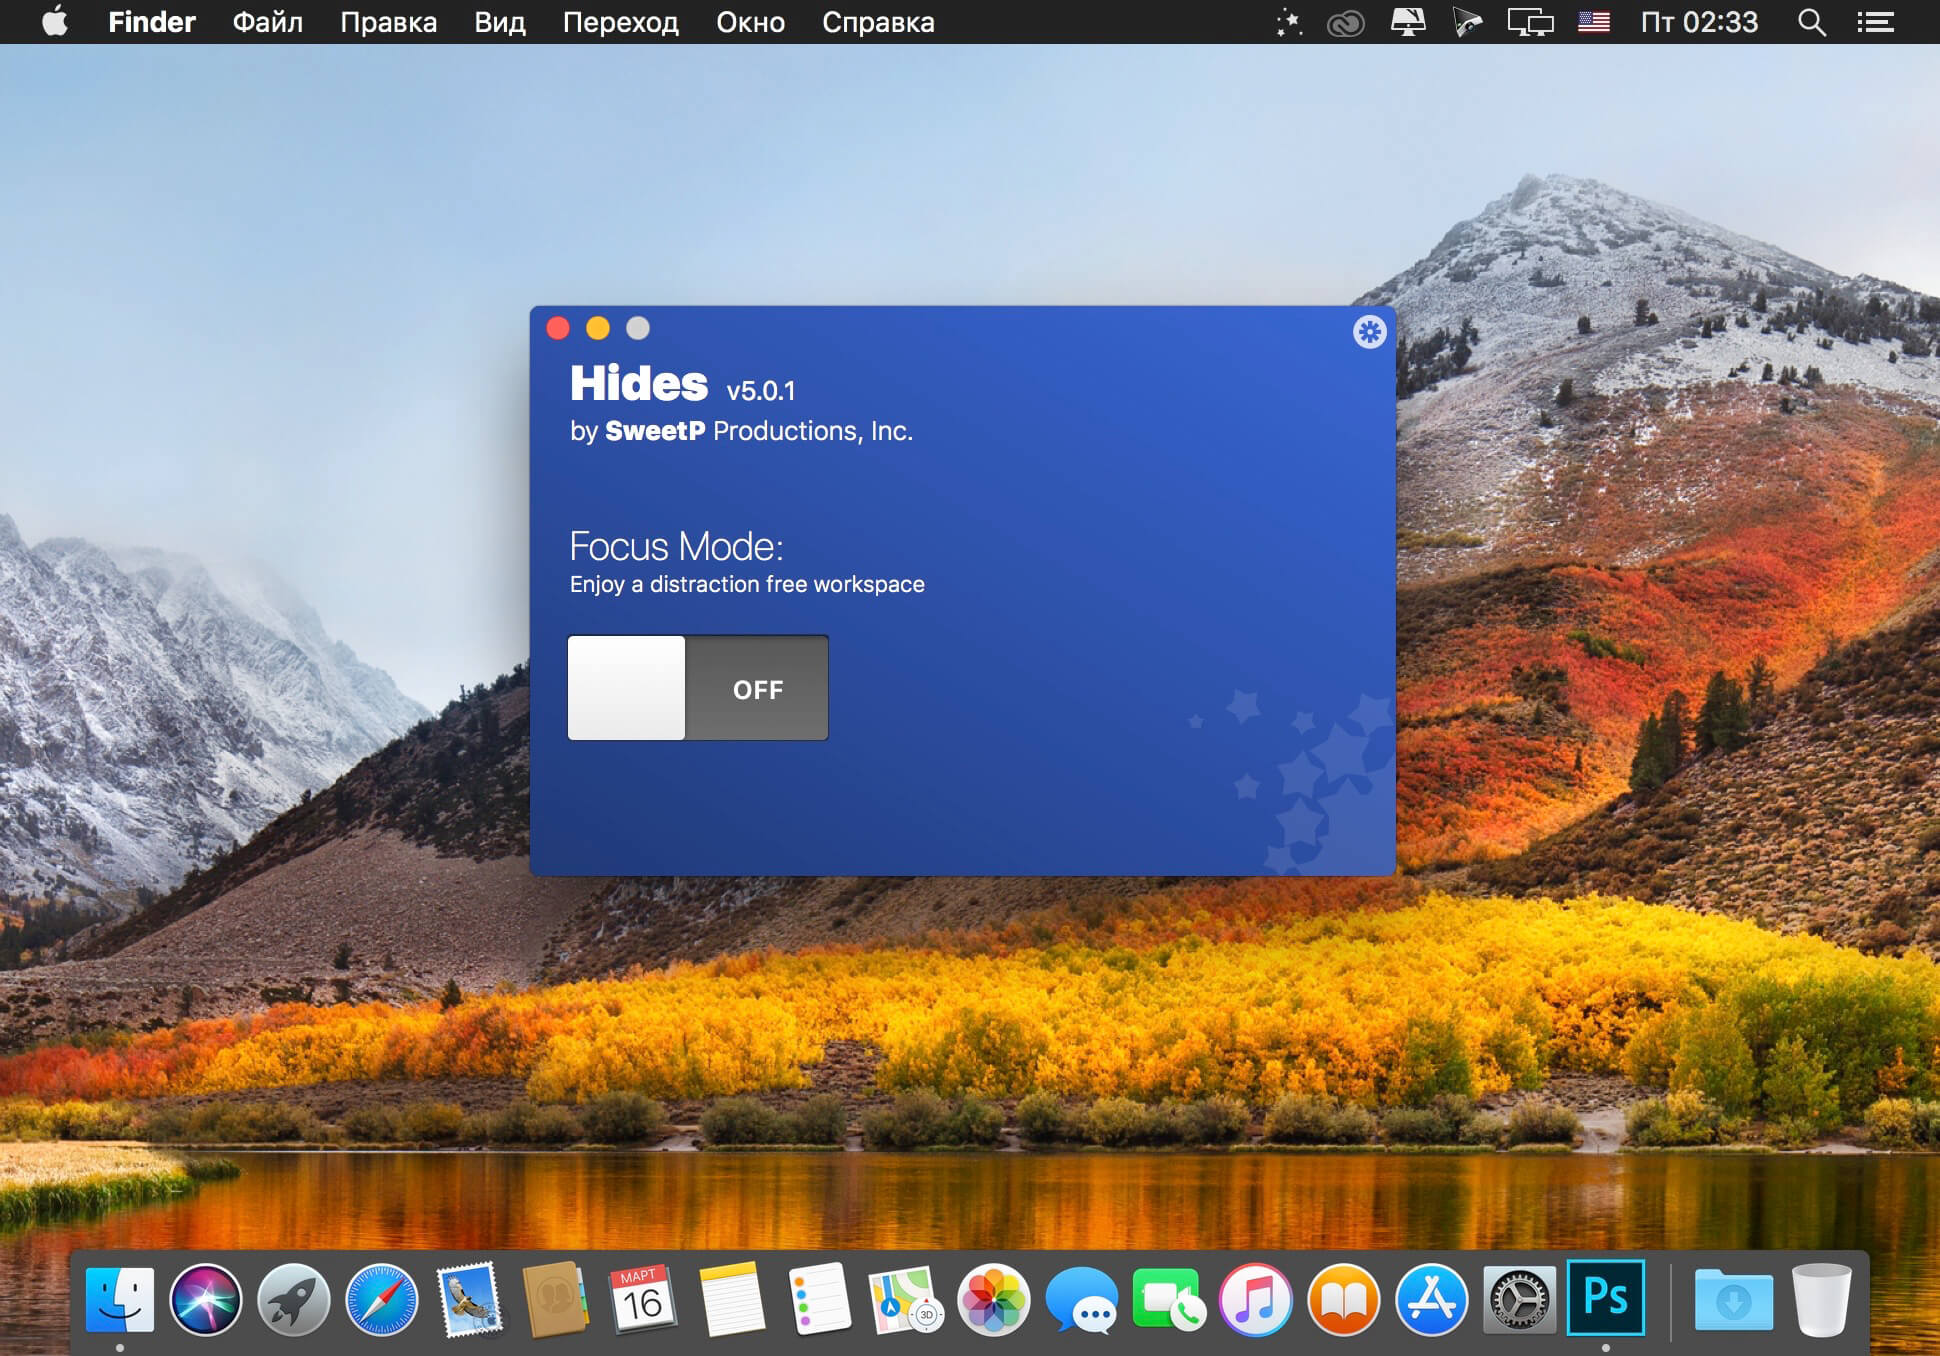 Finder Файл Правка Вид Переход Окно Справка Пт 02:33
Hides v5.0.1
by SweetP Productions, Inc.
Focus Mode:
Enjoy a distraction free workspace
OFF
МАРТ
16
3D
Ps